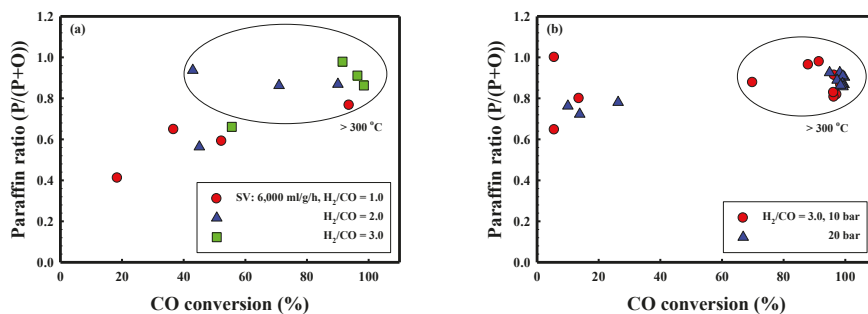 (a)
Paraffin ratio (P/(P+O))
1.2
1.0
0.8
0.6
0.4
0.2
0.0
> 300 °C
SV: 6,000 ml/g/h, H2/CO = 1.0
H2/CO = 2.0
H2/CO = 3.0
0 20 40 60 80 100
CO conversion (%)
(b)
Paraffin ratio (P/(P+O))
1.2
1.0
0.8
0.6
0.4
0.2
0.0
> 300 °C
H2/CO = 3.0, 10 bar
20 bar
0 20 40 60 80 100
CO conversion (%)